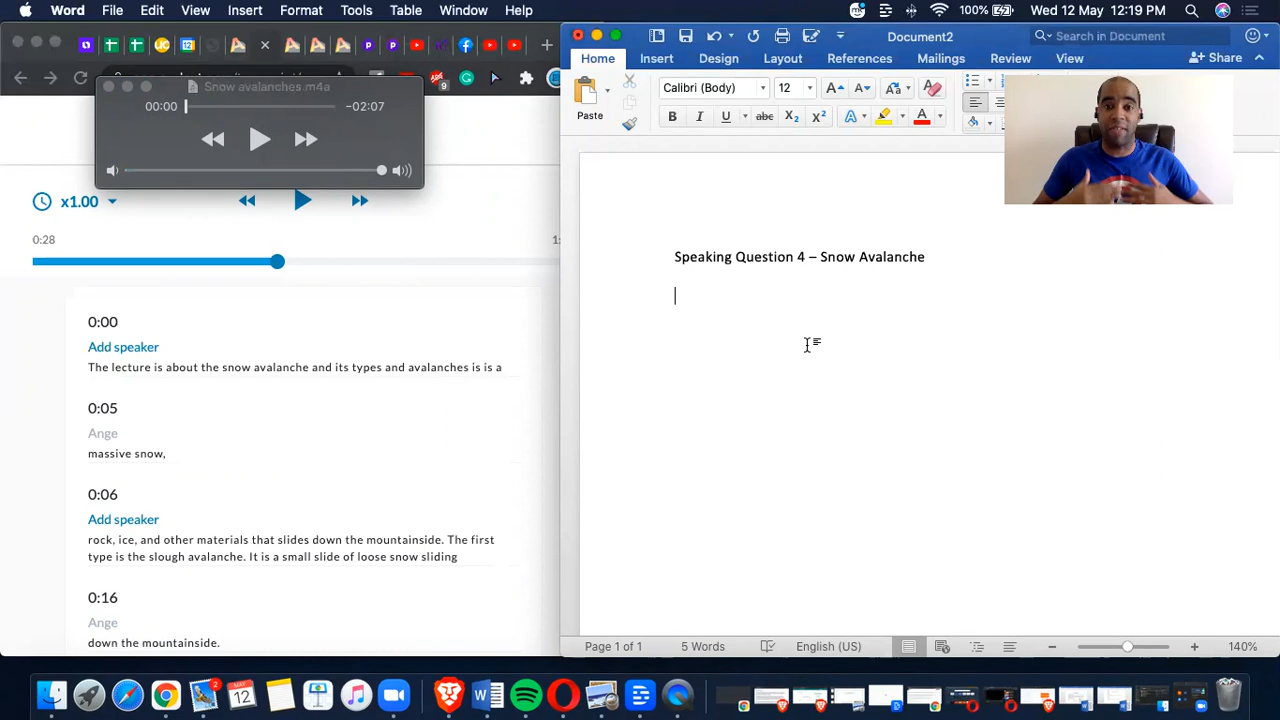 Word File Edit View Insert Format Tools Table Window Help 100% Wed 12 May 12:19 PM
Document2 Search in Document
Home Insert Design Layout References Mailings Review View Share
Snow avalanches.m4a
Calibri (Body) 12
00:00 −02:07
Paste
B I U abc X₂ X²
x1.00
0:28
Speaking Question 4 – Snow Avalanche
0:00
Add speaker
The lecture is about the snow avalanche and its types and avalanches is is a
0:05
Ange
massive snow,
0:06
Add speaker
rock, ice, and other materials that slides down the mountainside. The first
type is the slough avalanche. It is a small slide of loose snow sliding
0:16
Ange
down the mountainside.
Page 1 of 1 5 Words English (US) 140%